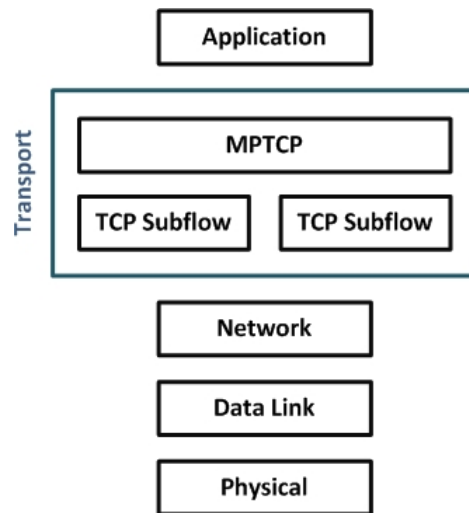 Application
Transport
MPTCP
TCP Subflow TCP Subflow
Network
Data Link
Physical